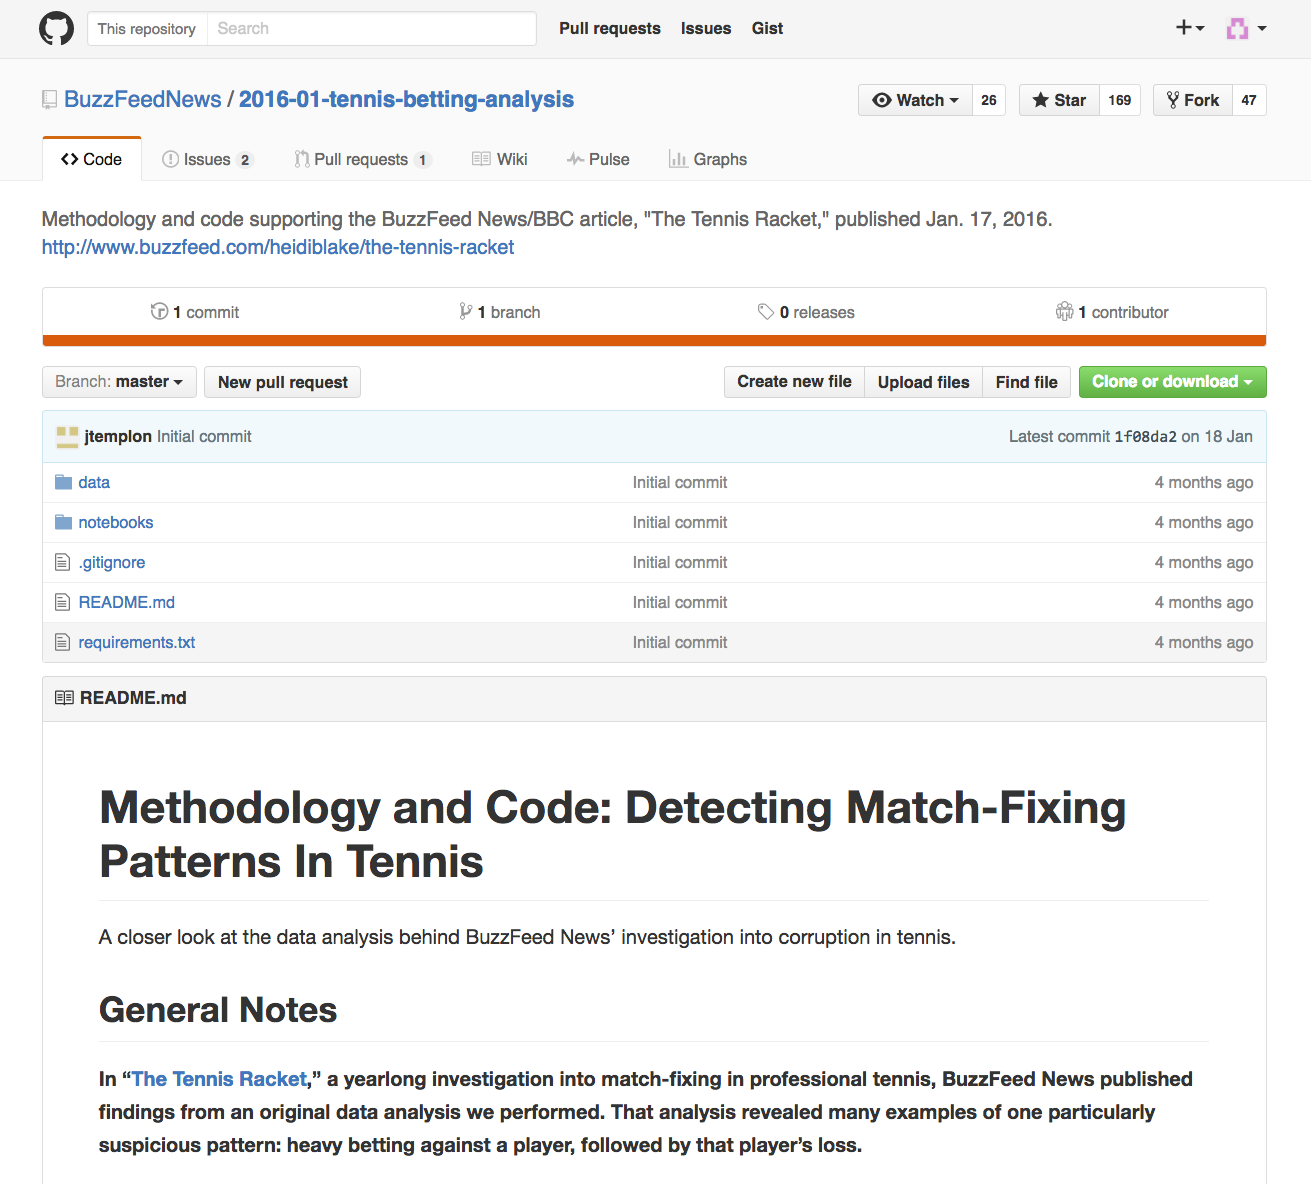 This repository Search Pull requests Issues Gist
BuzzFeedNews / 2016-01-tennis-betting-analysis Watch 26 Star 169 Fork 47
Code Issues 2 Pull requests 1 Wiki Pulse Graphs
Methodology and code supporting the BuzzFeed News/BBC article, "The Tennis Racket," published Jan. 17, 2016.
http://www.buzzfeed.com/heidiblake/the-tennis-racket
1 commit 1 branch 0 releases 1 contributor
Branch: master New pull request Create new file Upload files Find file Clone or download
jtemplon Initial commit Latest commit 1f08da2 on 18 Jan
data Initial commit 4 months ago
notebooks Initial commit 4 months ago
.gitignore Initial commit 4 months ago
README.md Initial commit 4 months ago
requirements.txt Initial commit 4 months ago
README.md
Methodology and Code: Detecting Match-Fixing
Patterns In Tennis
A closer look at the data analysis behind BuzzFeed News’ investigation into corruption in tennis.
General Notes
In “The Tennis Racket,” a yearlong investigation into match-fixing in professional tennis, BuzzFeed News published
findings from an original data analysis we performed. That analysis revealed many examples of one particularly
suspicious pattern: heavy betting against a player, followed by that player’s loss.